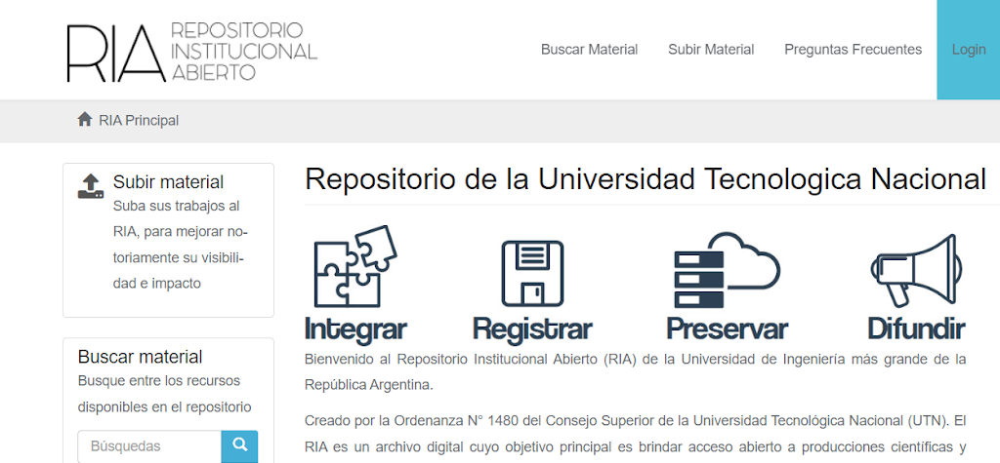 RIA
REPOSITORIO
INSTITUCIONAL
ABIERTO
Buscar Material
Subir Material
Preguntas Frecuentes
Login
RIA Principal
Subir material
Suba sus trabajos al
RIA, para mejorar no-
toriamente su visibili-
dad e impacto
Buscar material
Busque entre los recursos
disponibles en el repositorio
Búsquedas
Repositorio de la Universidad Tecnologica Nacional
Integrar
Registrar
Preservar
Difundir
Bienvenido al Repositorio Institucional Abierto (RIA) de la Universidad de Ingeniería más grande de la
República Argentina.
Creado por la Ordenanza N° 1480 del Consejo Superior de la Universidad Tecnológica Nacional (UTN). El
RIA es un archivo digital cuyo objetivo principal es brindar acceso abierto a producciones científicas y